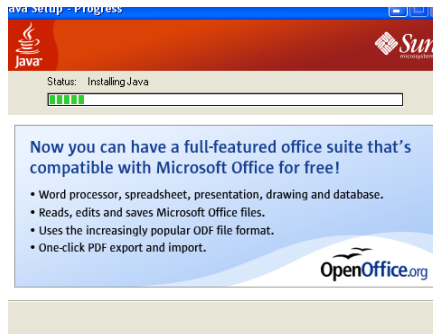 ava Setup - Progress
Java
Sun
microsystem
Status: Installing Java
Now you can have a full-featured office suite that's
compatible with Microsoft Office for free!
• Word processor, spreadsheet, presentation, drawing and database.
• Reads, edits and saves Microsoft Office files.
• Uses the increasingly popular ODF file format.
• One-click PDF export and import.
OpenOffice.org